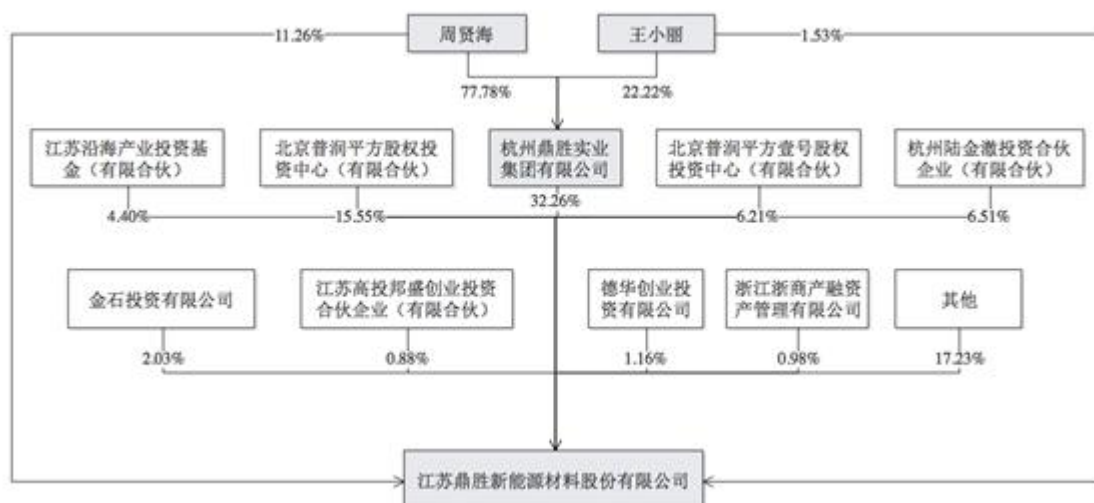 11.26%
周贤海
王小丽
1.53%
77.78%
22.22%
江苏沿海产业投资基
金（有限合伙）
北京普润平方股权投
资中心（有限合伙）
杭州鼎胜实业
集团有限公司
北京普润平方壹号股权
投资中心（有限合伙）
杭州陆金澈投资合伙
企业（有限合伙）
4.40%
15.55%
32.26%
6.21%
6.51%
金石投资有限公司
江苏高投邦盛创业投资
合伙企业（有限合伙）
德华创业投
资有限公司
浙江浙商产融资
产管理有限公司
其他
2.03%
0.88%
1.16%
0.98%
17.23%
江苏鼎胜新能源材料股份有限公司